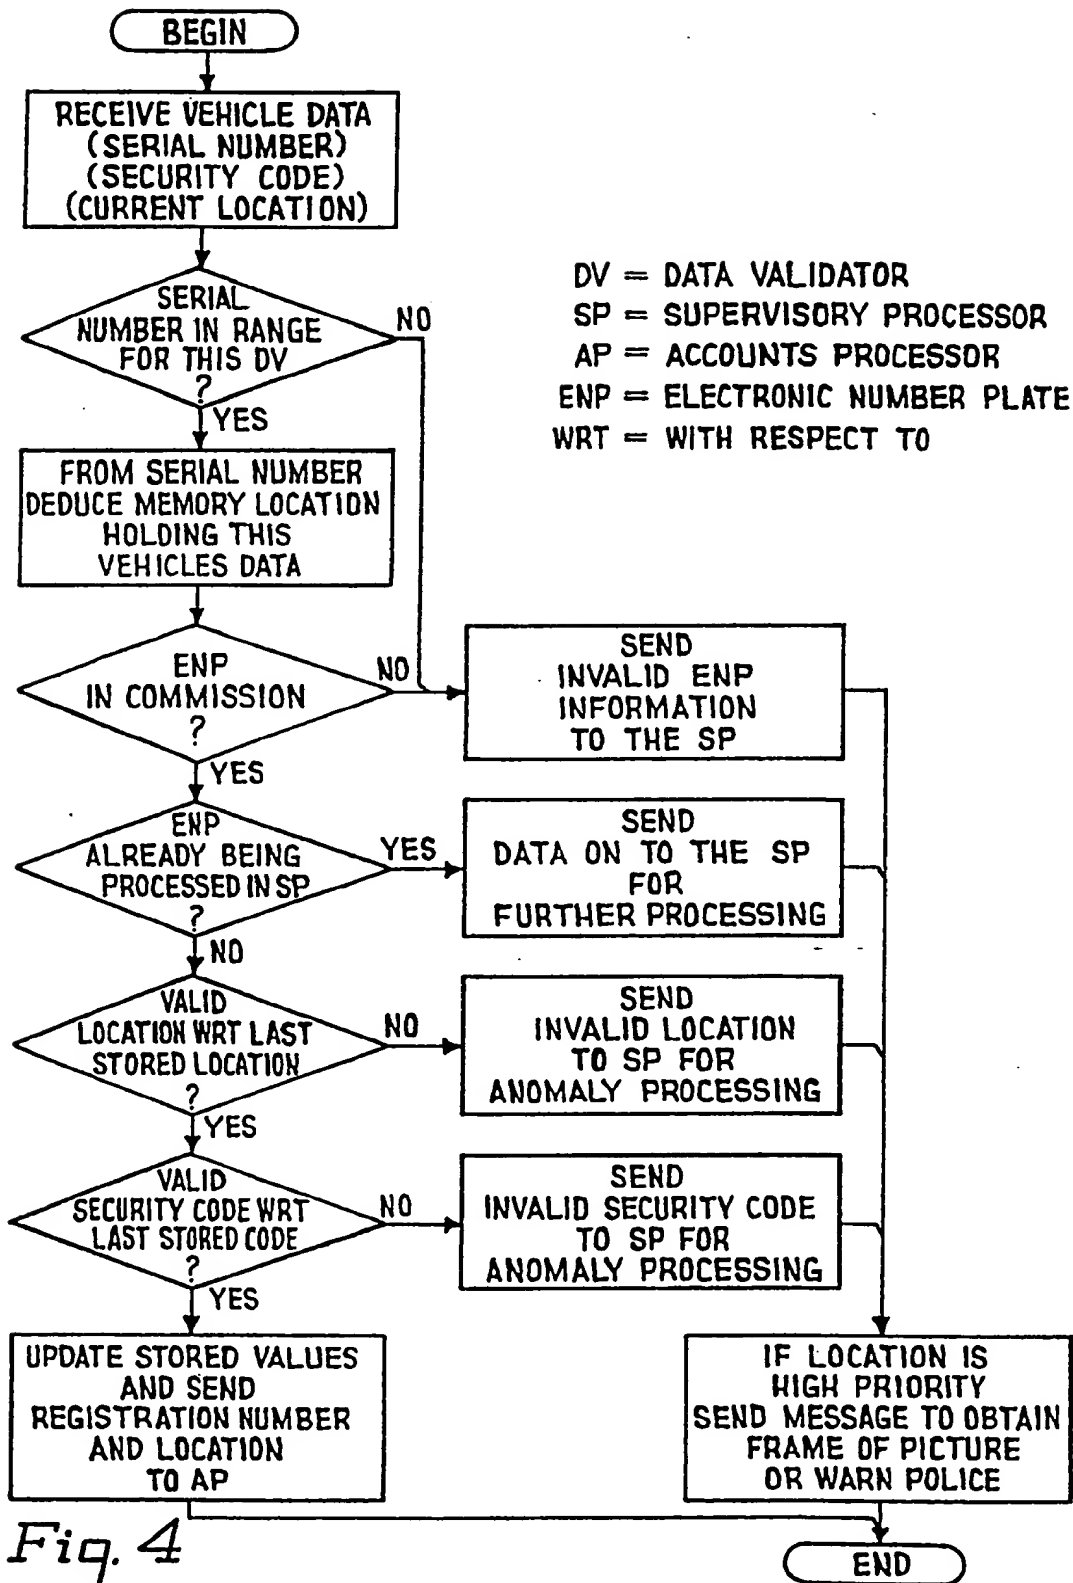 BEGIN
RECEIVE VEHICLE DATA
(SERIAL NUMBER)
(SECURITY CODE)
(CURRENT LOCATION)
SERIAL
NUMBER IN RANGE
FOR THIS DV
?
NO
YES
DV = DATA VALIDATOR
SP = SUPERVISORY PROCESSOR
AP = ACCOUNTS PROCESSOR
ENP = ELECTRONIC NUMBER PLATE
WRT = WITH RESPECT TO
FROM SERIAL NUMBER
DEDUCE MEMORY LOCATION
HOLDING THIS
VEHICLES DATA
ENP
IN COMMISSION
?
NO
YES
SEND
INVALID ENP
INFORMATION
TO THE SP
ENP
ALREADY BEING
PROCESSED IN SP
?
YES
NO
SEND
DATA ON TO THE SP
FOR
FURTHER PROCESSING
VALID
LOCATION WRT LAST
STORED LOCATION
?
NO
YES
SEND
INVALID LOCATION
TO SP FOR
ANOMALY PROCESSING
VALID
SECURITY CODE WRT
LAST STORED CODE
?
NO
YES
SEND
INVALID SECURITY CODE
TO SP FOR
ANOMALY PROCESSING
UPDATE STORED VALUES
AND SEND
REGISTRATION NUMBER
AND LOCATION
TO AP
IF LOCATION IS
HIGH PRIORITY
SEND MESSAGE TO OBTAIN
FRAME OF PICTURE
OR WARN POLICE
END
Fig. 4